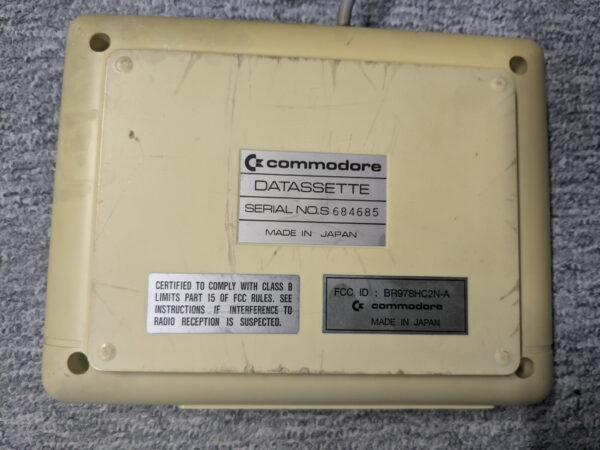 commodore
DATASSETTE
SERIAL NO.S 684685
MADE IN JAPAN
CERTIFIED TO COMPLY WITH CLASS B
LIMITS PART 15 OF FCC RULES. SEE
INSTRUCTIONS IF INTERFERENCE TO
RADIO RECEPTION IS SUSPECTED.
FCC ID : BR978HC2N-A
commodore
MADE IN JAPAN